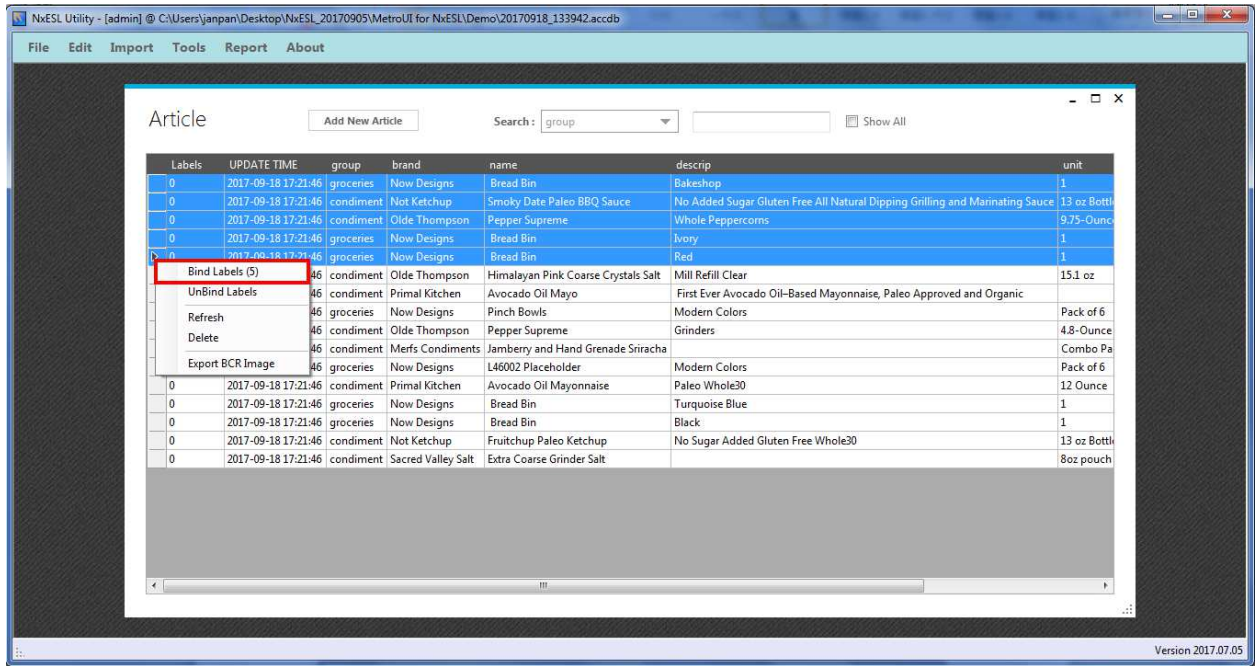 NxESL Utility - [admin] @ C:\Users\janpan\Desktop\NxESL_20170905\MetroUI for NxESL\Demo\20170918_133942.accdb
File Edit Import Tools Report About
Article Add New Article Search : group Show All
Labels UPDATE TIME group brand name descrip unit
0 2017-09-18 17:21:46 groceries Now Designs Bread Bin Bakeshop 1
0 2017-09-18 17:21:46 condiment Not Ketchup Smoky Date Paleo BBQ Sauce No Added Sugar Gluten Free All Natural Dipping Grilling and Marinating Sauce 13 oz Bottl
0 2017-09-18 17:21:46 condiment Olde Thompson Pepper Supreme Whole Peppercorns 9.75-Ounc
0 2017-09-18 17:21:46 groceries Now Designs Bread Bin Ivory 1
0 2017-09-18 17:21:46 groceries Now Designs Bread Bin Red 1
Bind Labels (5) 46 condiment Olde Thompson Himalayan Pink Coarse Crystals Salt Mill Refill Clear 15.1 oz
UnBind Labels 46 condiment Primal Kitchen Avocado Oil Mayo First Ever Avocado Oil–Based Mayonnaise, Paleo Approved and Organic
Refresh 46 groceries Now Designs Pinch Bowls Modern Colors Pack of 6
Delete 46 condiment Olde Thompson Pepper Supreme Grinders 4.8-Ounce
46 condiment Merfs Condiments Jamberry and Hand Grenade Sriracha Combo Pa
Export BCR Image 46 groceries Now Designs L46002 Placeholder Modern Colors Pack of 6
0 2017-09-18 17:21:46 condiment Primal Kitchen Avocado Oil Mayonnaise Paleo Whole30 12 Ounce
0 2017-09-18 17:21:46 groceries Now Designs Bread Bin Turquoise Blue 1
0 2017-09-18 17:21:46 groceries Now Designs Bread Bin Black 1
0 2017-09-18 17:21:46 condiment Not Ketchup Fruitchup Paleo Ketchup No Sugar Added Gluten Free Whole30 13 oz Bottl
0 2017-09-18 17:21:46 condiment Sacred Valley Salt Extra Coarse Grinder Salt 8oz pouch
Version 2017.07.05